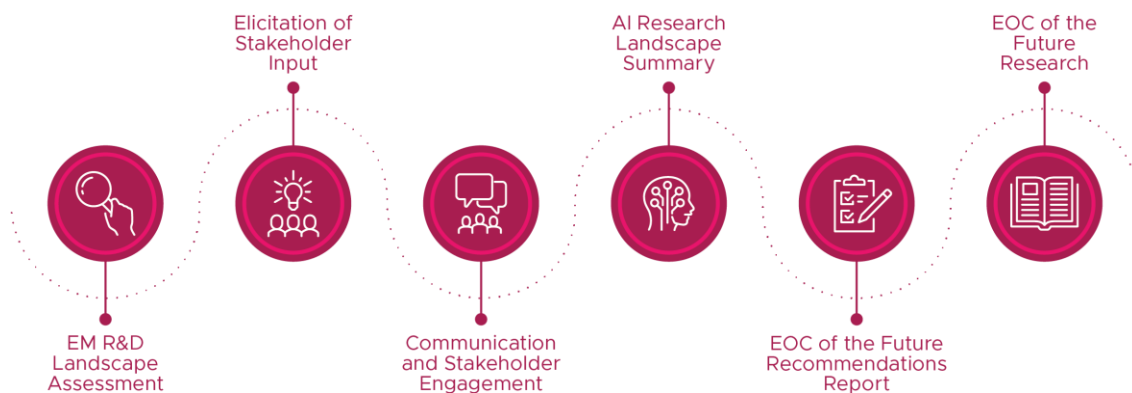 Elicitation of
Stakeholder
Input
AI Research
Landscape
Summary
EOC of the
Future
Research
EM R&D
Landscape
Assessment
Communication
and Stakeholder
Engagement
EOC of the Future
Recommendations
Report